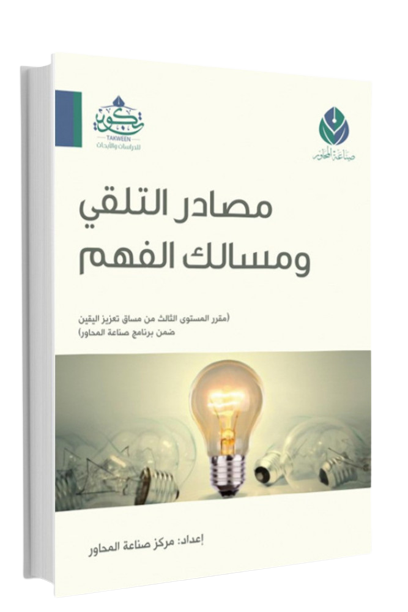 تكوين
TAKWEEN
للدراسات والأبحاث
صناعة المحاور
مصادر التلقي
ومسالك الفهم
(مقرر المستوى الثالث من مساق تعزيز اليقين
ضمن برنامج صناعة المحاور)
إعداد: مركز صناعة المحاور